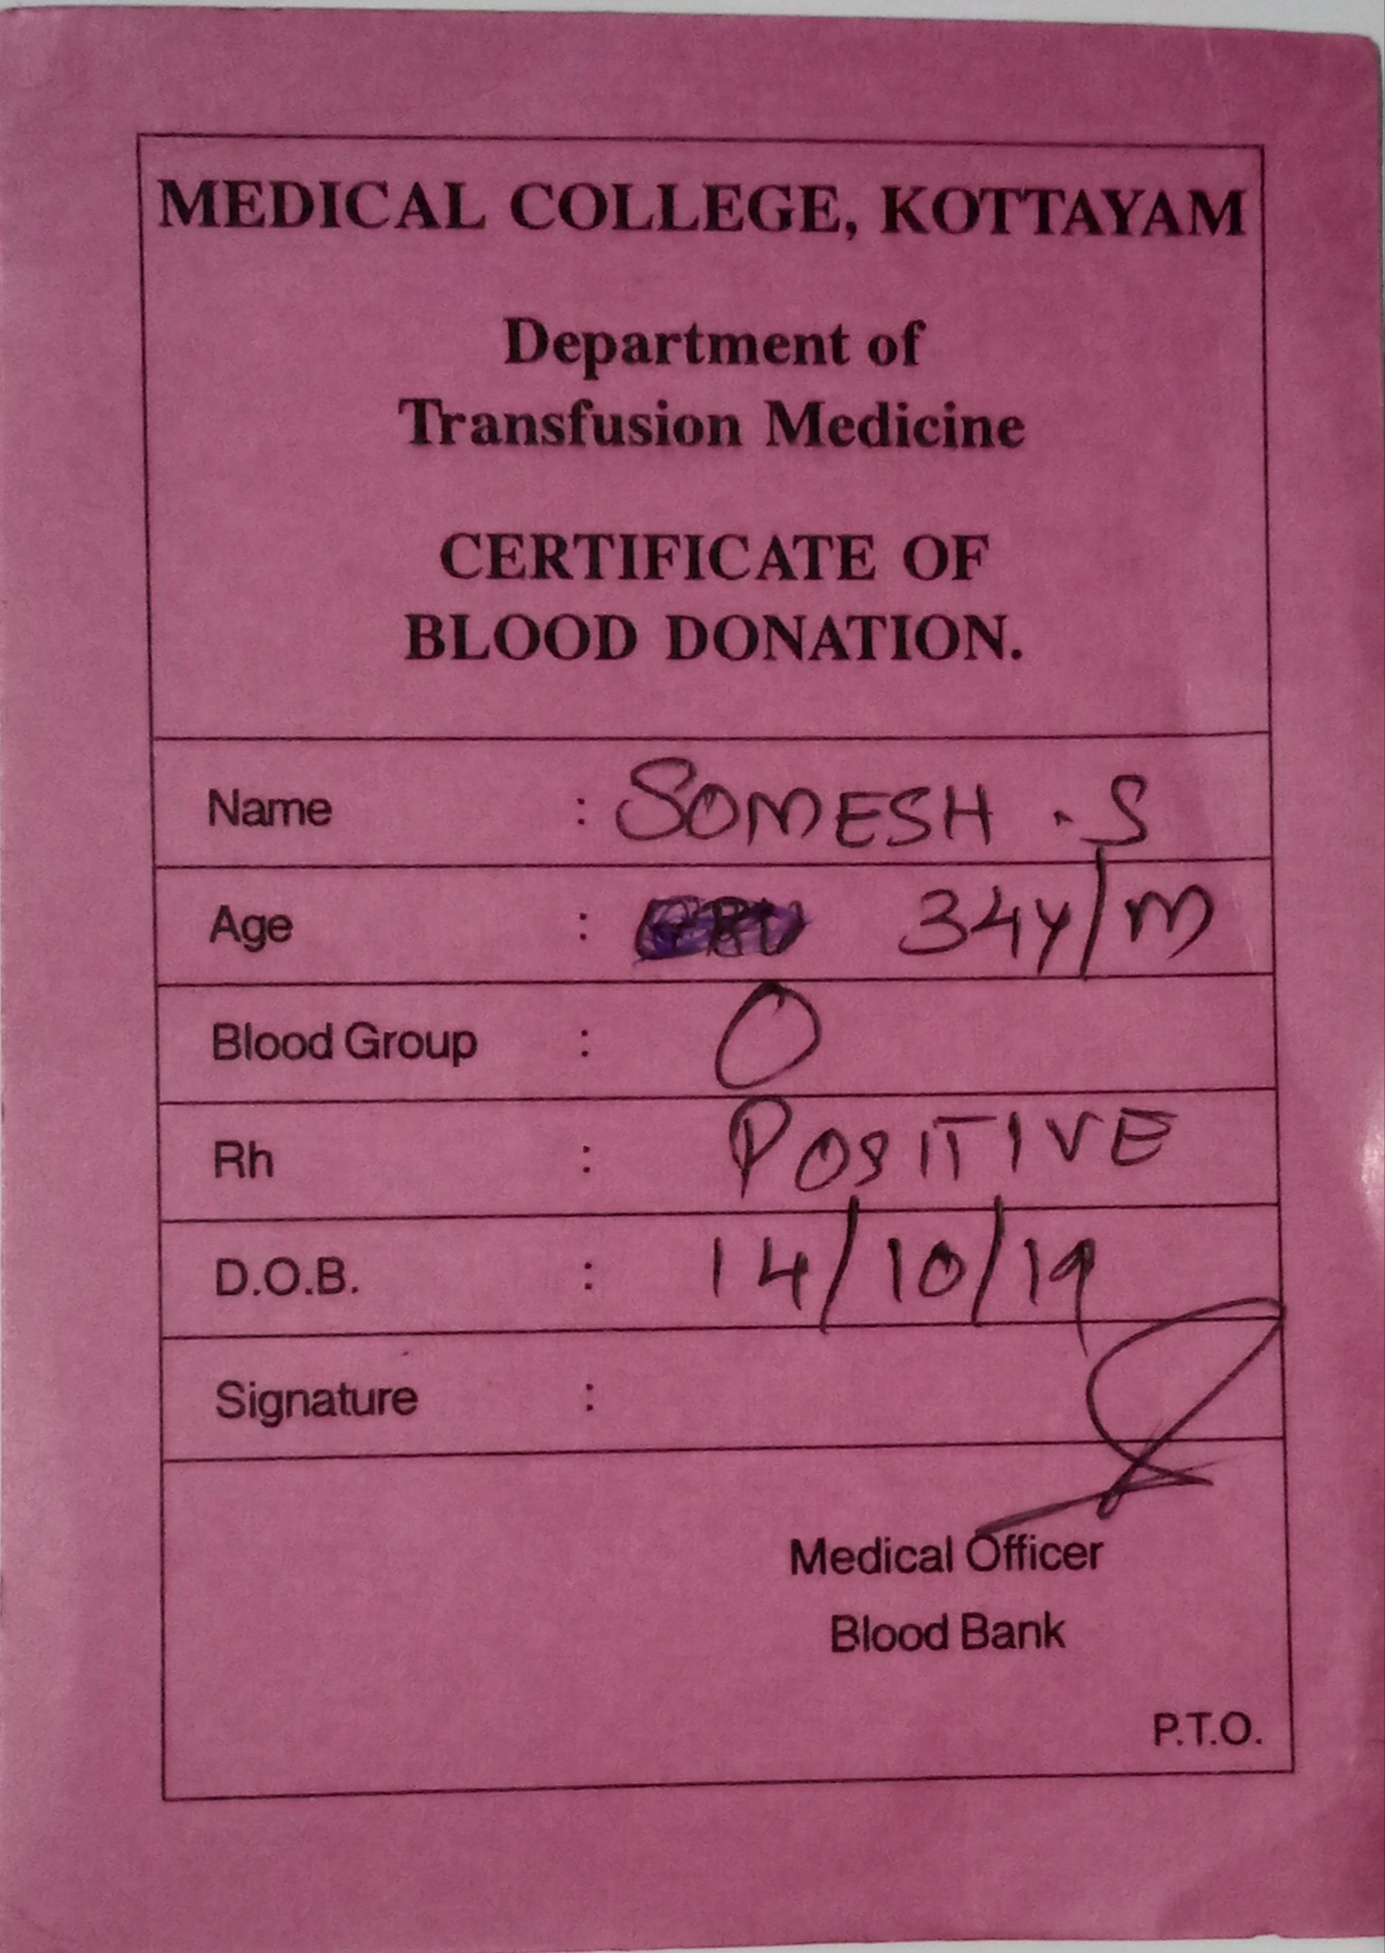 MEDICAL COLLEGE, KOTTAYAM
Department of
Transfusion Medicine
CERTIFICATE OF
BLOOD DONATION.
Name : SOMESH . S
Age : 34y/m
Blood Group : O
Rh : POSITIVE
D.O.B. : 14/10/19
Signature :
Medical Officer
Blood Bank
P.T.O.